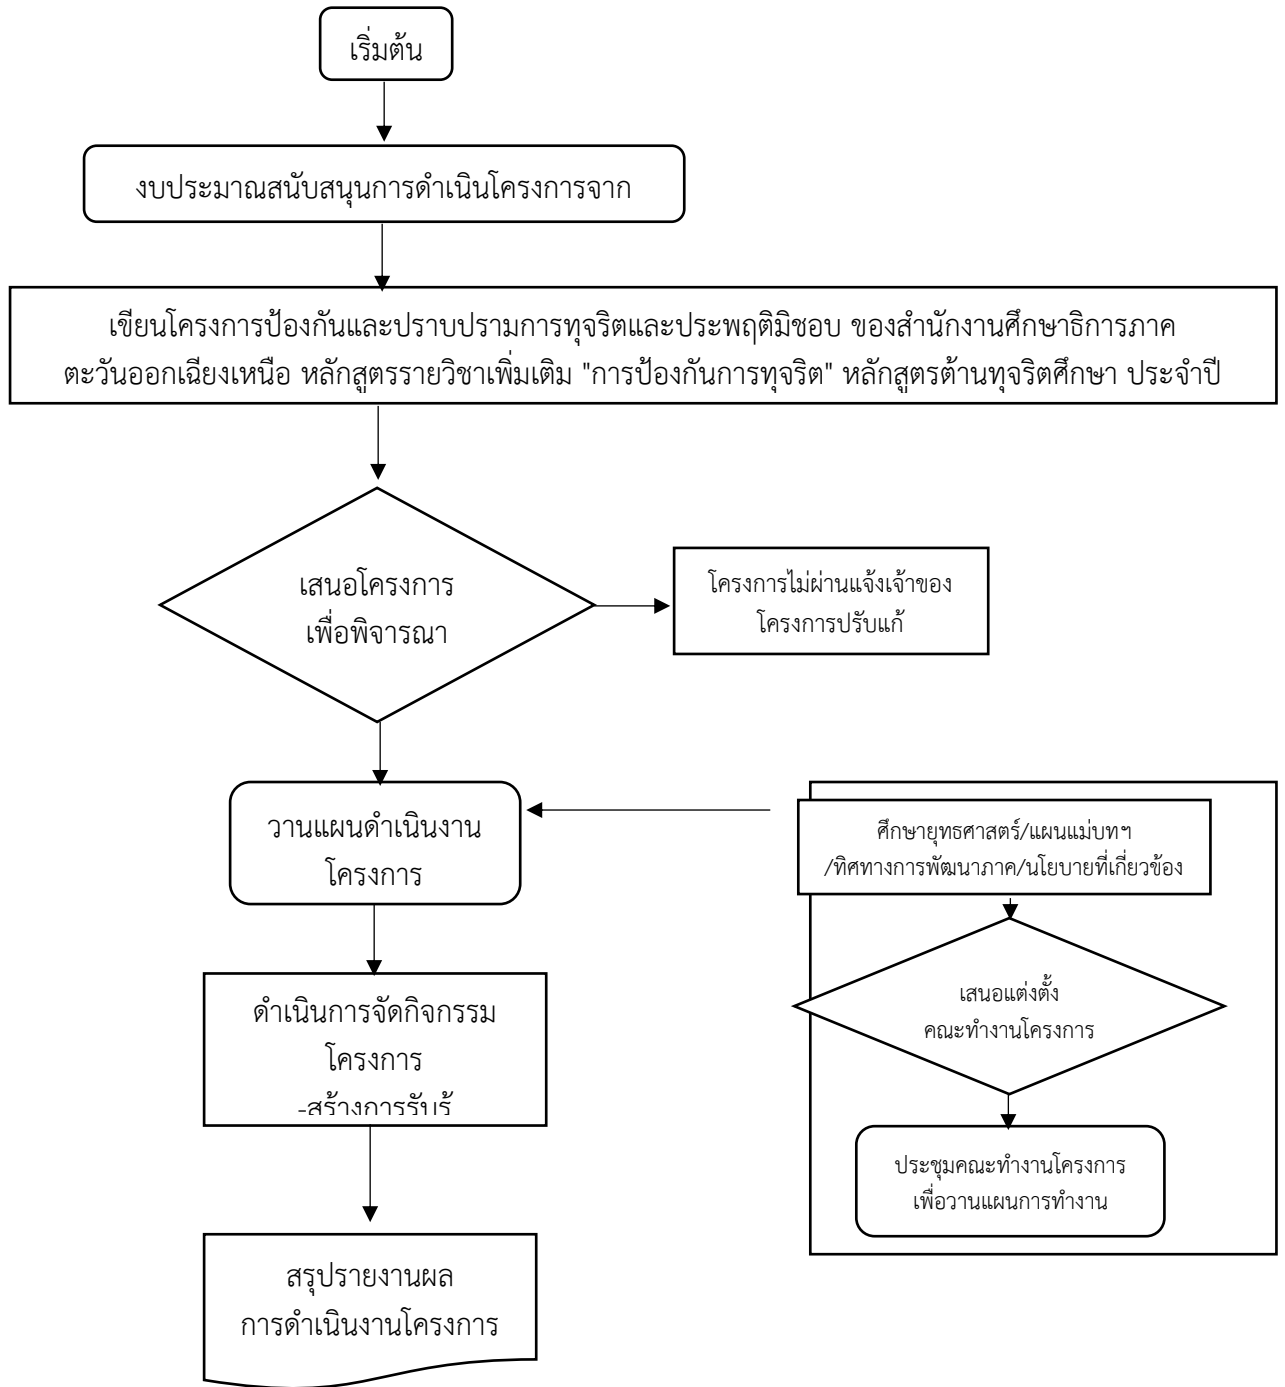 เริ่มต้น
งบประมาณสนับสนุนการดำเนินโครงการจาก
เขียนโครงการป้องกันและปราบปรามการทุจริตและประพฤติมิชอบ ของสำนักงานศึกษาธิการภาค
ตะวันออกเฉียงเหนือ หลักสูตรรายวิชาเพิ่มเติม "การป้องกันการทุจริต" หลักสูตรต้านทุจริตศึกษา ประจำปี
เสนอโครงการ
เพื่อพิจารณา
โครงการไม่ผ่านแจ้งเจ้าของ
โครงการปรับแก้
วานแผนดำเนินงาน
โครงการ
ศึกษายุทธศาสตร์/แผนแม่บทฯ
/ทิศทางการพัฒนาภาค/นโยบายที่เกี่ยวข้อง
เสนอแต่งตั้ง
คณะทำงานโครงการ
ประชุมคณะทำงานโครงการ
เพื่อวานแผนการทำงาน
ดำเนินการจัดกิจกรรม
โครงการ
-สร้างการรับรู้
สรุปรายงานผล
การดำเนินงานโครงการ